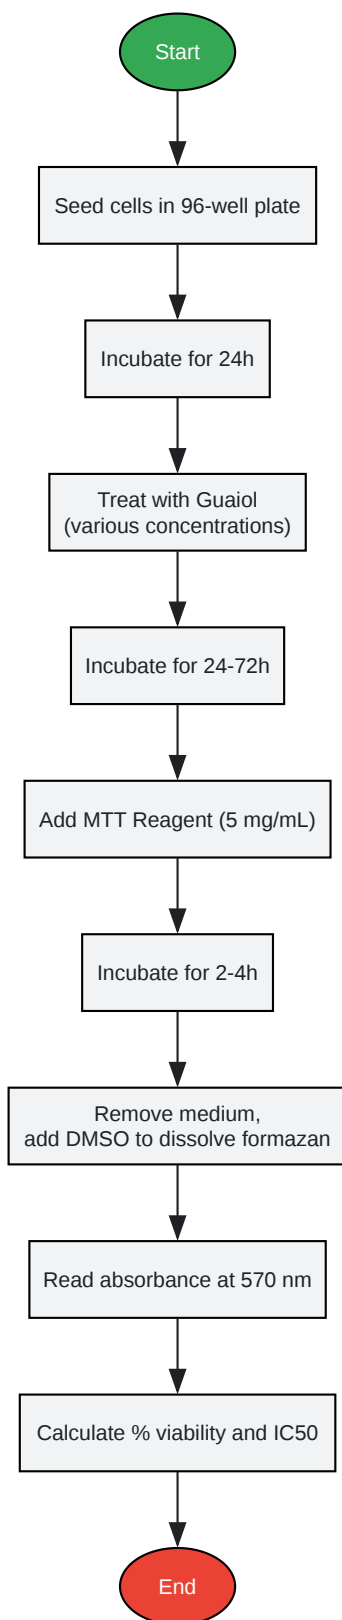 Start
Seed cells in 96-well plate
Incubate for 24h
Treat with Guaiol
(various concentrations)
Incubate for 24-72h
Add MTT Reagent (5 mg/mL)
Incubate for 2-4h
Remove medium,
add DMSO to dissolve formazan
Read absorbance at 570 nm
Calculate % viability and IC50
End